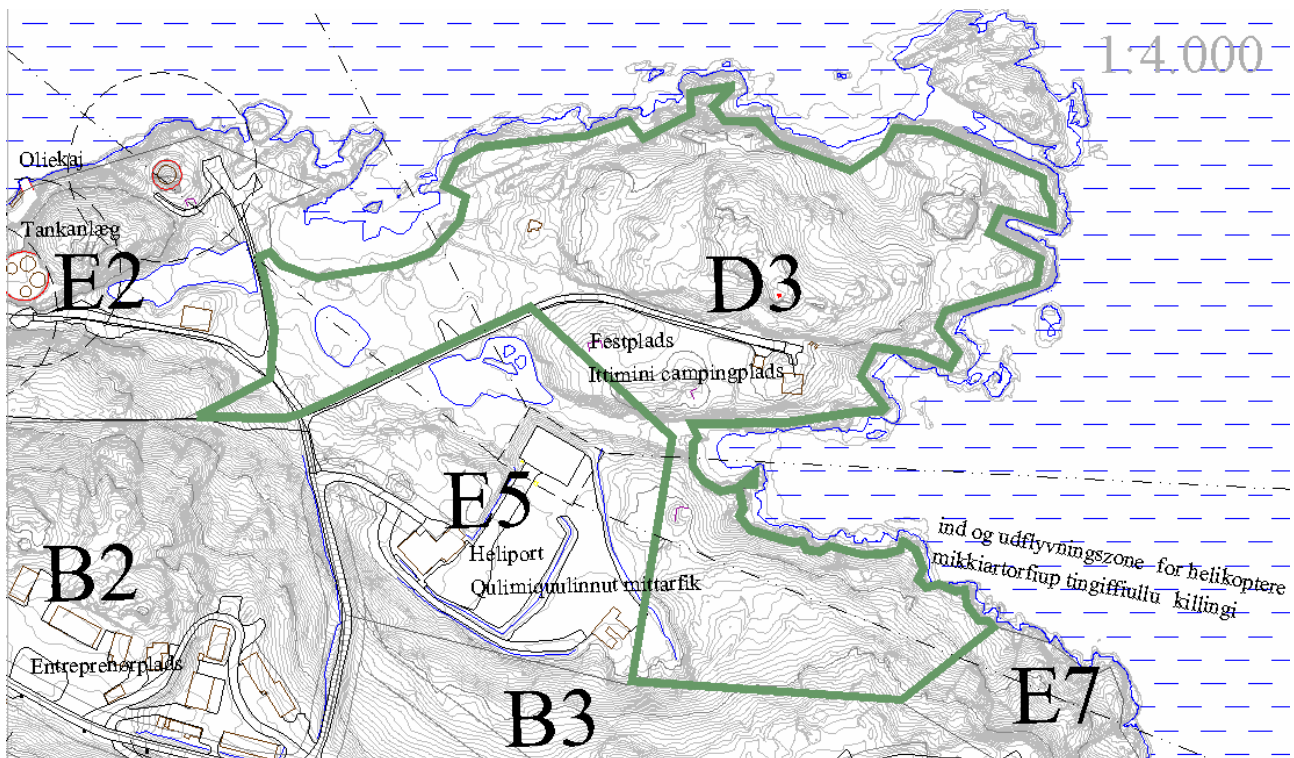 1:4.000
Oliekaj
Tankanlæg
E2
D3
Festplads
Ittimini campingplads
E5
Heliport
Qulimiquulinnut mittarfik
ind og udflyvningszone for helikoptere
mikkiartorfiup tingiffiullu killingi
B2
Entreprenørplads
B3
E7